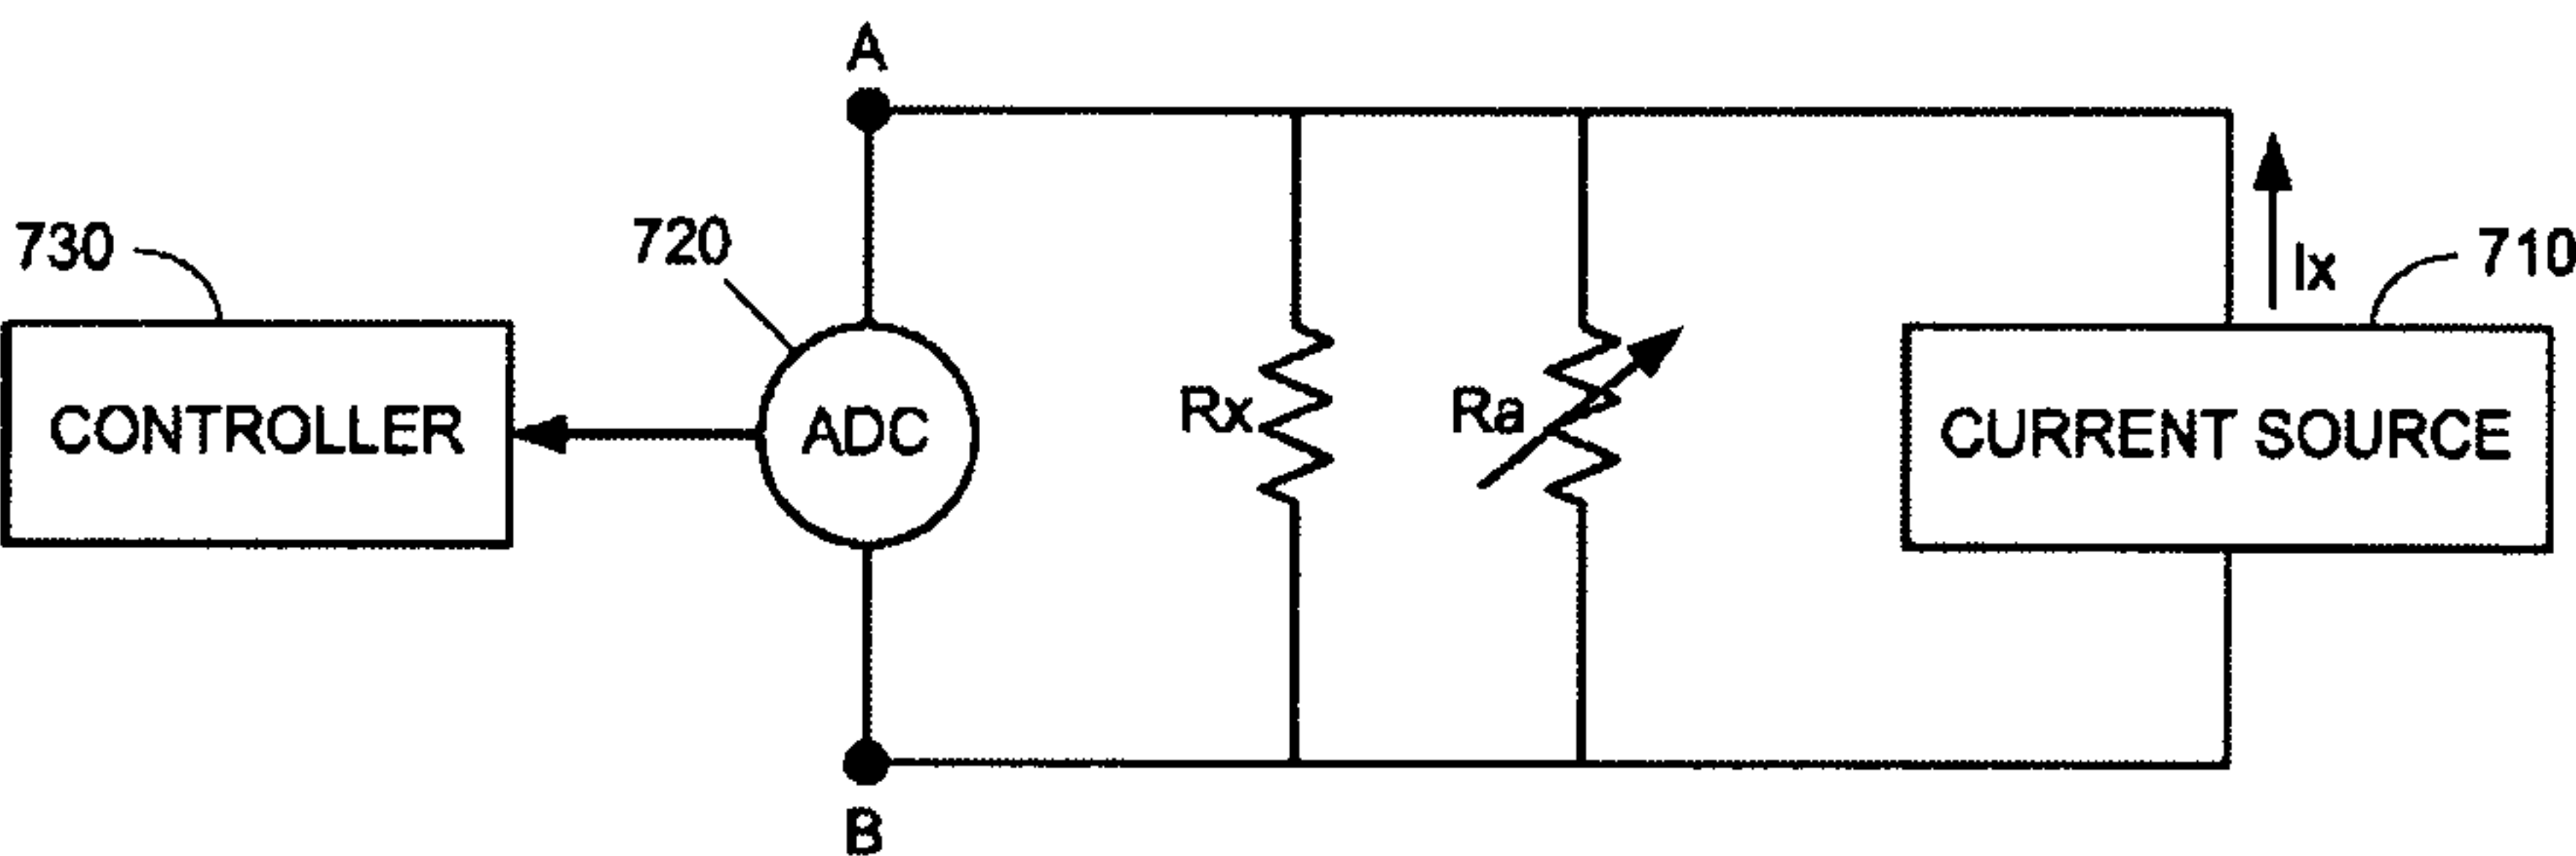 A
730
720
Ix
710
CONTROLLER
ADC
Rx
Ra
CURRENT SOURCE
B